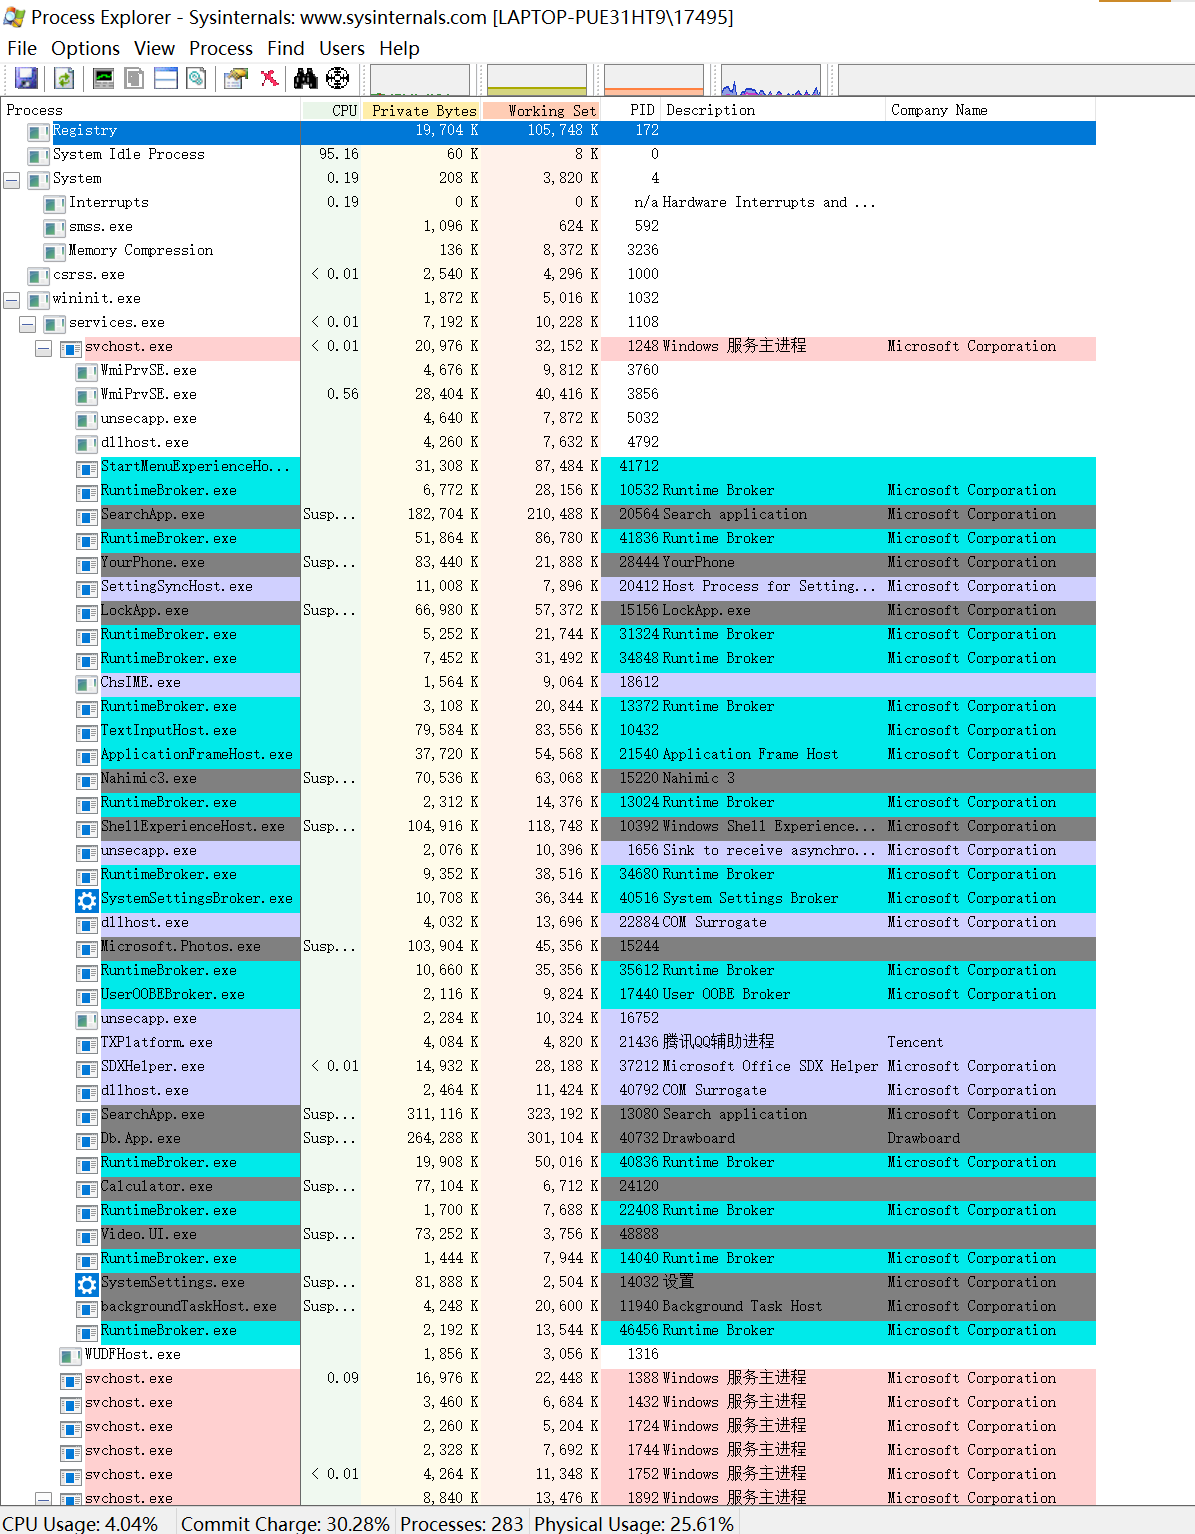 Process Explorer - Sysinternals: www.sysinternals.com [LAPTOP-PUE31HT9\17495]
File Options View Process Find Users Help
Process CPU Private Bytes Working Set PID Description Company Name
Registry 19,704 K 105,748 K 172
System Idle Process 95.16 60 K 8 K 0
System 0.19 208 K 3,820 K 4
Interrupts 0.19 0 K 0 K n/a Hardware Interrupts and ...
smss.exe 1,096 K 624 K 592
Memory Compression 136 K 8,372 K 3236
csrss.exe < 0.01 2,540 K 4,296 K 1000
wininit.exe 1,872 K 5,016 K 1032
services.exe < 0.01 7,192 K 10,228 K 1108
svchost.exe < 0.01 20,976 K 32,152 K 1248 Windows 服务主进程 Microsoft Corporation
WmiPrvSE.exe 4,676 K 9,812 K 3760
WmiPrvSE.exe 0.56 28,404 K 40,416 K 3856
unsecapp.exe 4,640 K 7,872 K 5032
dllhost.exe 4,260 K 7,632 K 4792
StartMenuExperienceHo... 31,308 K 87,484 K 41712
RuntimeBroker.exe 6,772 K 28,156 K 10532 Runtime Broker Microsoft Corporation
SearchApp.exe Susp... 182,704 K 210,488 K 20564 Search application Microsoft Corporation
RuntimeBroker.exe 51,864 K 86,780 K 41836 Runtime Broker Microsoft Corporation
YourPhone.exe Susp... 83,440 K 21,888 K 28444 YourPhone Microsoft Corporation
SettingSyncHost.exe 11,008 K 7,896 K 20412 Host Process for Setting... Microsoft Corporation
LockApp.exe Susp... 66,980 K 57,372 K 15156 LockApp.exe Microsoft Corporation
RuntimeBroker.exe 5,252 K 21,744 K 31324 Runtime Broker Microsoft Corporation
RuntimeBroker.exe 7,452 K 31,492 K 34848 Runtime Broker Microsoft Corporation
ChsIME.exe 1,564 K 9,064 K 18612
RuntimeBroker.exe 3,108 K 20,844 K 13372 Runtime Broker Microsoft Corporation
TextInputHost.exe 79,584 K 83,556 K 10432 Microsoft Corporation
ApplicationFrameHost.exe 37,720 K 54,568 K 21540 Application Frame Host Microsoft Corporation
Nahimic3.exe Susp... 70,536 K 63,068 K 15220 Nahimic 3
RuntimeBroker.exe 2,312 K 14,376 K 13024 Runtime Broker Microsoft Corporation
ShellExperienceHost.exe Susp... 104,916 K 118,748 K 10392 Windows Shell Experience... Microsoft Corporation
unsecapp.exe 2,076 K 10,396 K 1656 Sink to receive asynchro... Microsoft Corporation
RuntimeBroker.exe 9,352 K 38,516 K 34680 Runtime Broker Microsoft Corporation
SystemSettingsBroker.exe 10,708 K 36,344 K 40516 System Settings Broker Microsoft Corporation
dllhost.exe 4,032 K 13,696 K 22884 COM Surrogate Microsoft Corporation
Microsoft.Photos.exe Susp... 103,904 K 45,356 K 15244
RuntimeBroker.exe 10,660 K 35,356 K 35612 Runtime Broker Microsoft Corporation
UserOOBEBroker.exe 2,116 K 9,824 K 17440 User OOBE Broker Microsoft Corporation
unsecapp.exe 2,284 K 10,324 K 16752
TXPlatform.exe 4,084 K 4,820 K 21436 腾讯QQ辅助进程 Tencent
SDXHelper.exe < 0.01 14,932 K 28,188 K 37212 Microsoft Office SDX Helper Microsoft Corporation
dllhost.exe 2,464 K 11,424 K 40792 COM Surrogate Microsoft Corporation
SearchApp.exe Susp... 311,116 K 323,192 K 13080 Search application Microsoft Corporation
Db.App.exe Susp... 264,288 K 301,104 K 40732 Drawboard Drawboard
RuntimeBroker.exe 19,908 K 50,016 K 40836 Runtime Broker Microsoft Corporation
Calculator.exe Susp... 77,104 K 6,712 K 24120
RuntimeBroker.exe 1,700 K 7,688 K 22408 Runtime Broker Microsoft Corporation
Video.UI.exe Susp... 73,252 K 3,756 K 48888
RuntimeBroker.exe 1,444 K 7,944 K 14040 Runtime Broker Microsoft Corporation
SystemSettings.exe Susp... 81,888 K 2,504 K 14032 设置 Microsoft Corporation
backgroundTaskHost.exe Susp... 4,248 K 20,600 K 11940 Background Task Host Microsoft Corporation
RuntimeBroker.exe 2,192 K 13,544 K 46456 Runtime Broker Microsoft Corporation
WUDFHost.exe 1,856 K 3,056 K 1316
svchost.exe 0.09 16,976 K 22,448 K 1388 Windows 服务主进程 Microsoft Corporation
svchost.exe 3,460 K 6,684 K 1432 Windows 服务主进程 Microsoft Corporation
svchost.exe 2,260 K 5,204 K 1724 Windows 服务主进程 Microsoft Corporation
svchost.exe 2,328 K 7,692 K 1744 Windows 服务主进程 Microsoft Corporation
svchost.exe < 0.01 4,264 K 11,348 K 1752 Windows 服务主进程 Microsoft Corporation
svchost.exe 8,840 K 13,476 K 1892 Windows 服务主进程 Microsoft Corporation
CPU Usage: 4.04% Commit Charge: 30.28% Processes: 283 Physical Usage: 25.61%